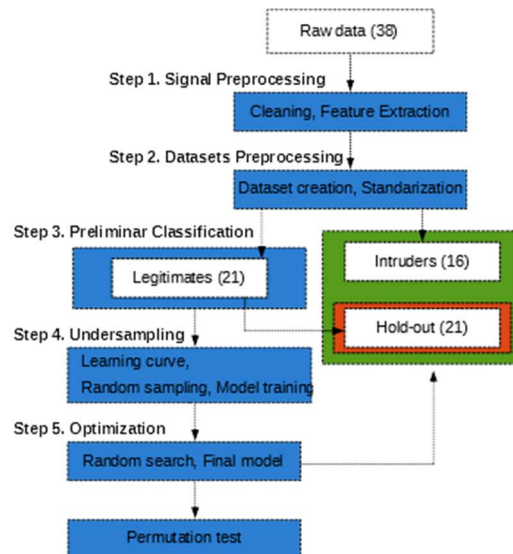 Raw data (38)
Step 1. Signal Preprocessing
Cleaning, Feature Extraction
Step 2. Datasets Preprocessing
Dataset creation, Standarization
Step 3. Preliminar Classification
Legitimates (21)
Intruders (16)
Hold-out (21)
Step 4. Undersampling
Learning curve,
Random sampling, Model training
Step 5. Optimization
Random search, Final model
Permutation test